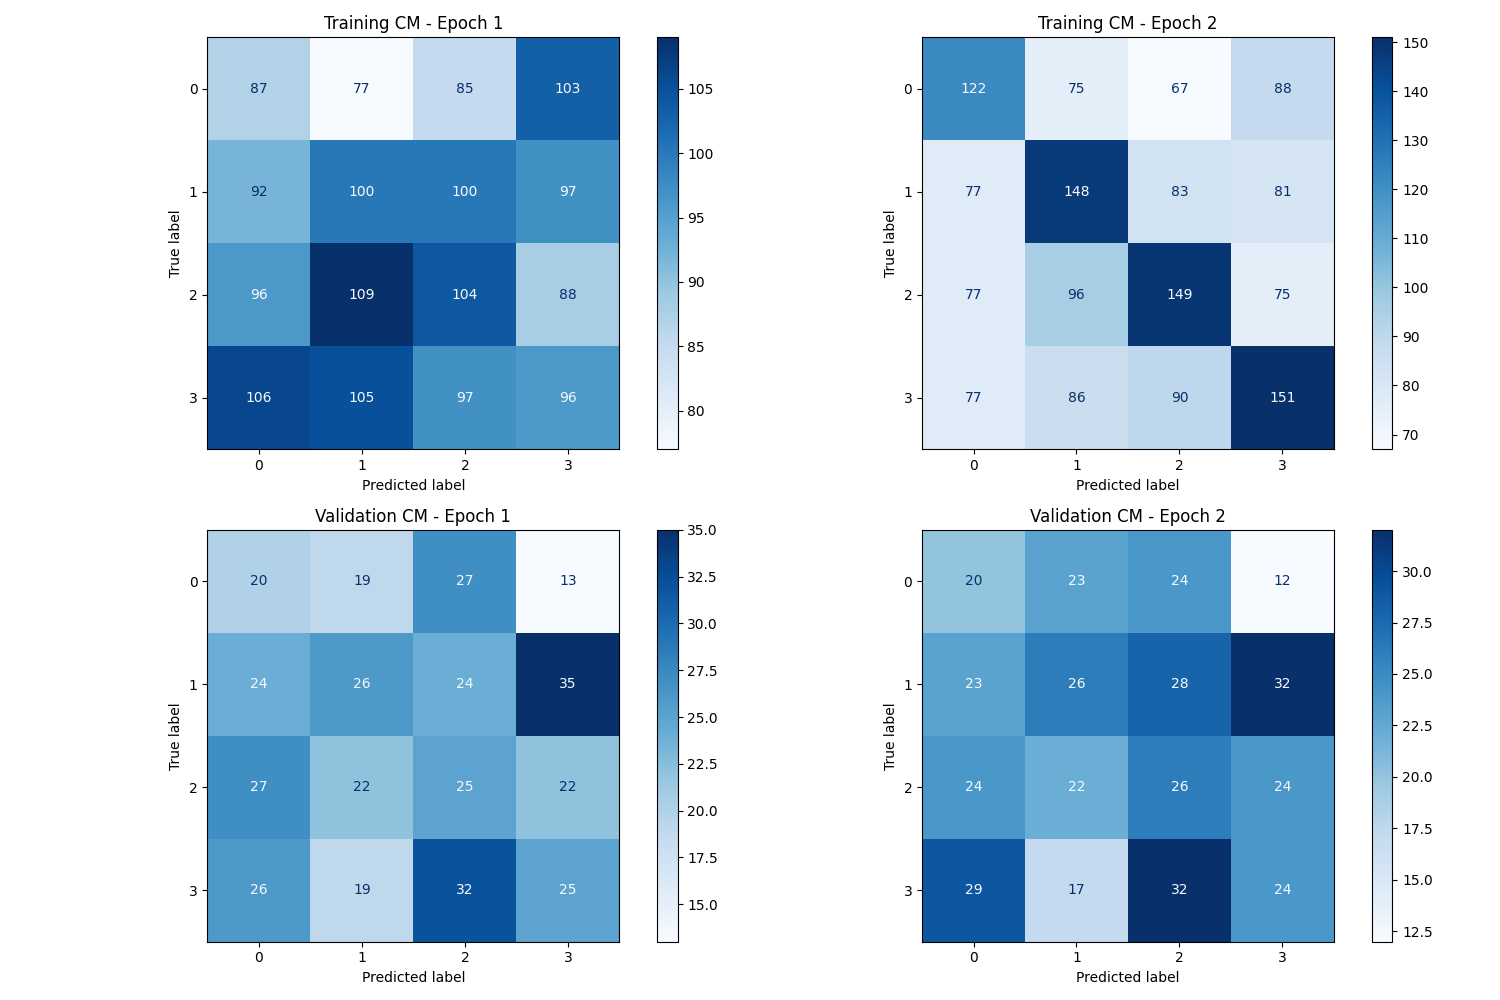 Training CM - Epoch 1
0 87 77 85 103
1 92 100 100 97
2 96 109 104 88
3 106 105 97 96
0 1 2 3
Predicted label
True label
105
100
95
90
85
80
Training CM - Epoch 2
0 122 75 67 88
1 77 148 83 81
2 77 96 149 75
3 77 86 90 151
0 1 2 3
Predicted label
True label
150
140
130
120
110
100
90
80
70
Validation CM - Epoch 1
0 20 19 27 13
1 24 26 24 35
2 27 22 25 22
3 26 19 32 25
0 1 2 3
Predicted label
True label
35.0
32.5
30.0
27.5
25.0
22.5
20.0
17.5
15.0
Validation CM - Epoch 2
0 20 23 24 12
1 23 26 28 32
2 24 22 26 24
3 29 17 32 24
0 1 2 3
Predicted label
True label
30.0
27.5
25.0
22.5
20.0
17.5
15.0
12.5